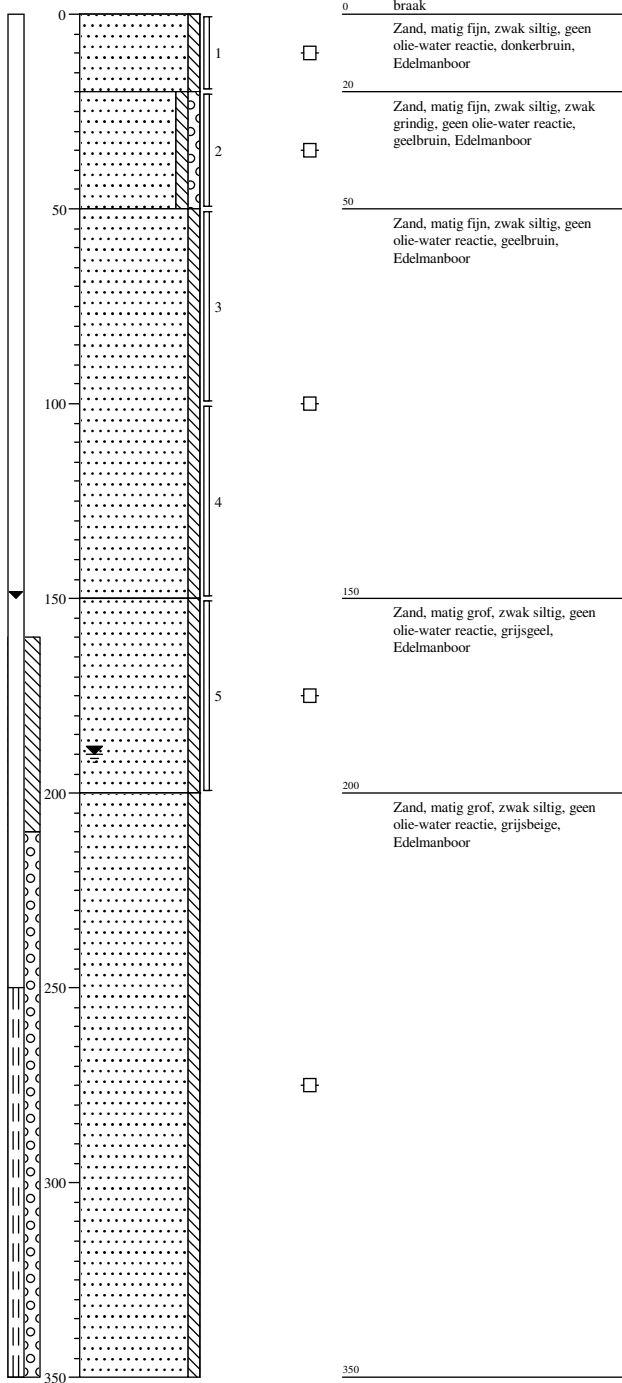 0
braak
Zand, matig fijn, zwak siltig, geen
olie-water reactie, donkerbruin,
Edelmanboor
20
Zand, matig fijn, zwak siltig, zwak
grindig, geen olie-water reactie,
geelbruin, Edelmanboor
50
Zand, matig fijn, zwak siltig, geen
olie-water reactie, geelbruin,
Edelmanboor
150
Zand, matig grof, zwak siltig, geen
olie-water reactie, grijsgeel,
Edelmanboor
200
Zand, matig grof, zwak siltig, geen
olie-water reactie, grijsbeige,
Edelmanboor
350
0
50
100
150
200
250
300
350
1
2
3
4
5